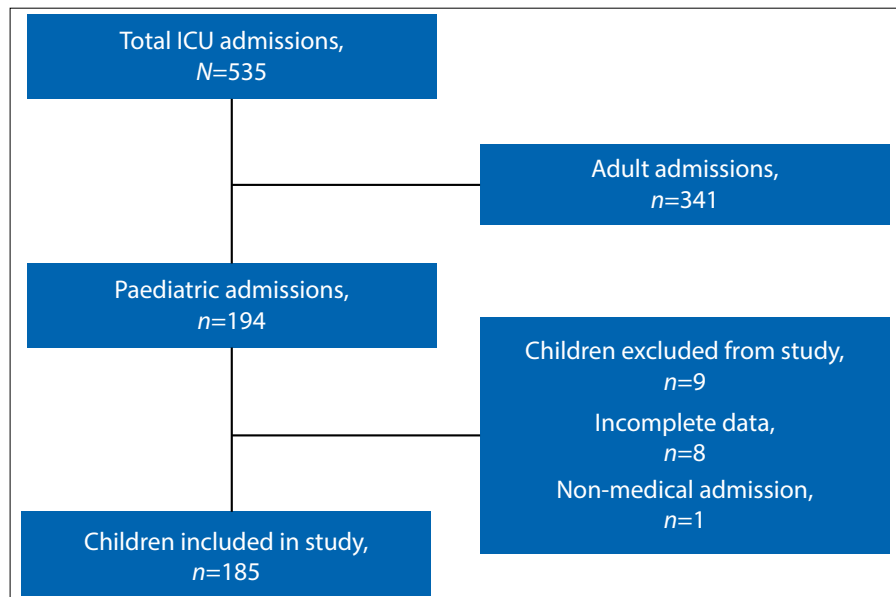 Total ICU admissions,
N=535
Adult admissions,
n=341
Paediatric admissions,
n=194
Children excluded from study,
n=9
Incomplete data,
n=8
Non-medical admission,
n=1
Children included in study,
n=185